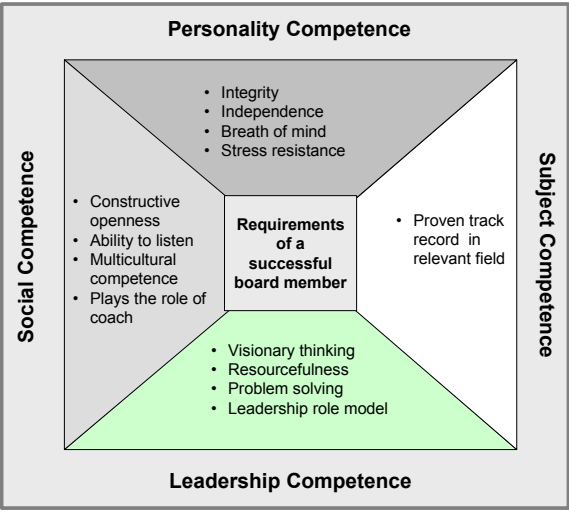 Personality Competence
• Integrity
• Independence
• Breath of mind
• Stress resistance
Social Competence
• Constructive
openness
• Ability to listen
• Multicultural
competence
• Plays the role of
coach
Requirements
of a
successful
board member
• Proven track
record in
relevant field
Subject Competence
• Visionary thinking
• Resourcefulness
• Problem solving
• Leadership role model
Leadership Competence